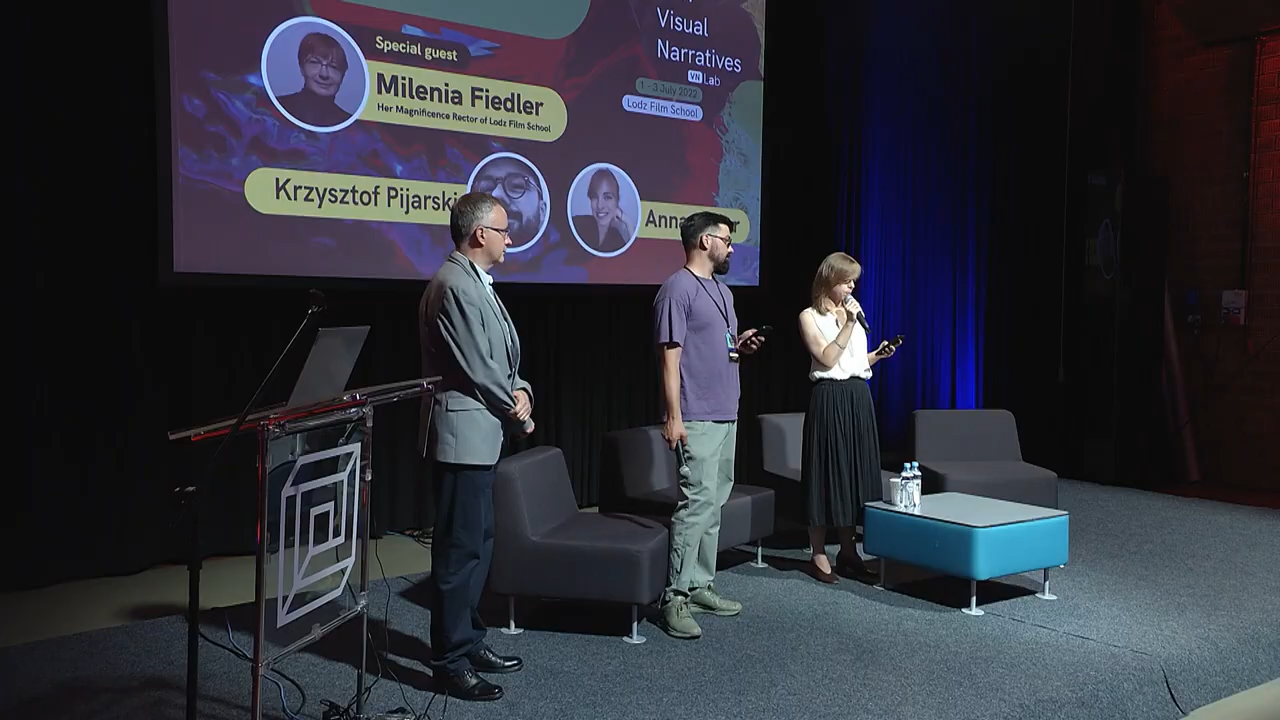 Visual
Narratives
VN Lab
1 - 3 July 2022
Lodz Film School
Special guest
Milenia Fiedler
Her Magnificence Rector of Lodz Film School
Krzysztof Pijarski
Anna